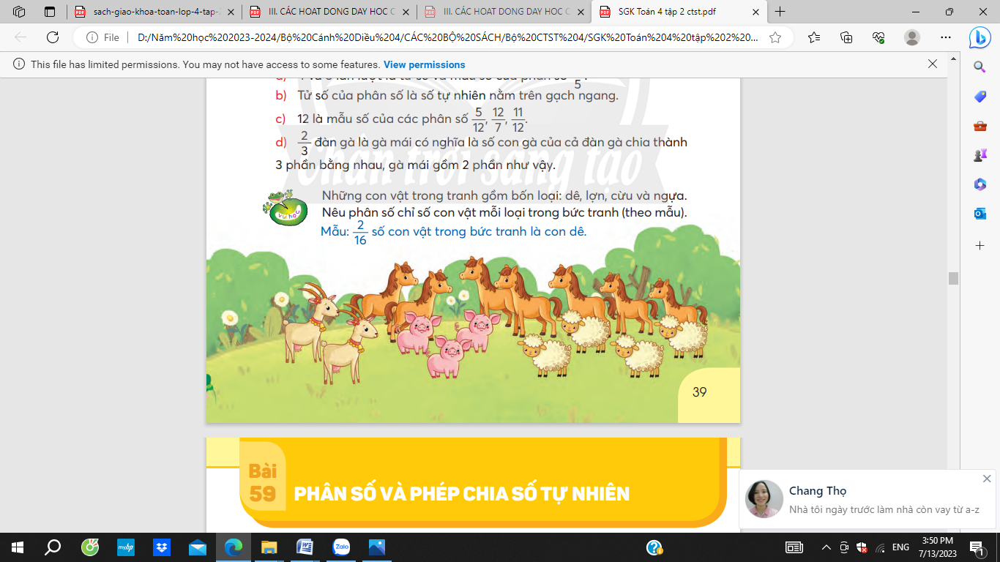 sach-giao-khoa-toan-lop-4-tap-2
III. CÁC HOAT DONG DAY HOC C
III. CÁC HOAT DONG DAY HOC C
SGK Toán 4 tập 2 ctst.pdf
File
D:/Năm%20học%202023-2024/Bộ%20Cánh%20Diều%204/CÁC%20BỘ%20SÁCH/Bộ%20CTST%204/SGK%20Toán%204%20tập%202%20...
This file has limited permissions. You may not have access to some features. View permissions
5
b) Tử số của phân số là số tự nhiên nằm trên gạch ngang.
c) 12 là mẫu số của các phân số 5/12, 12/7, 11/12.
d) 2/3 đàn gà là gà mái có nghĩa là số con gà của cả đàn gà chia thành
3 phần bằng nhau, gà mái gồm 2 phần như vậy.
Chân trời sáng tạo
Vui học
Những con vật trong tranh gồm bốn loại: dê, lợn, cừu và ngựa.
Nêu phân số chỉ số con vật mỗi loại trong bức tranh (theo mẫu).
Mẫu: 2/16 số con vật trong bức tranh là con dê.
39
Bài
59
PHÂN SỐ VÀ PHÉP CHIA SỐ TỰ NHIÊN
Chang Thọ
Nhà tôi ngày trước làm nhà còn vay từ a-z
myhp
Zalo
ENG
3:50 PM
7/13/2023
1